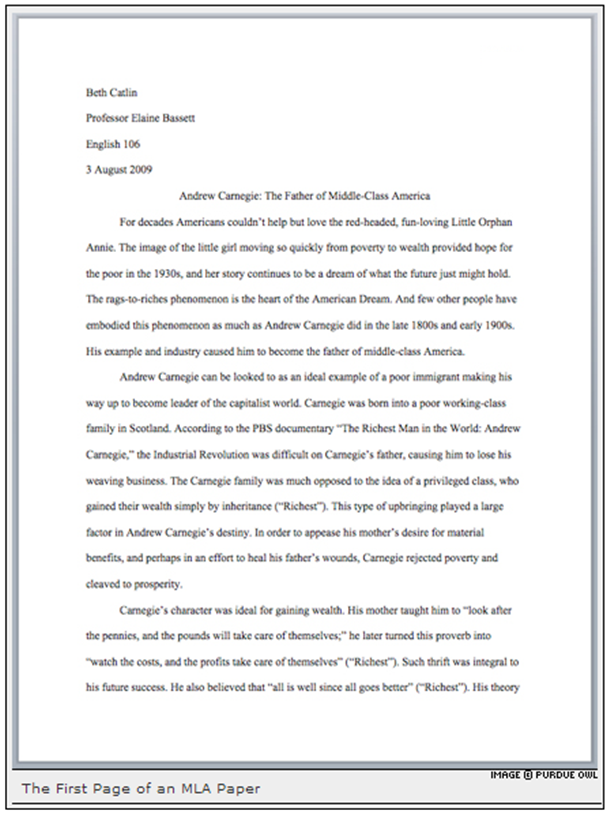 Beth Catlin
Professor Elaine Bassett
English 106
3 August 2009
Andrew Carnegie: The Father of Middle-Class America
For decades Americans couldn't help but love the red-headed, fun-loving Little Orphan
Annie. The image of the little girl moving so quickly from poverty to wealth provided hope for
the poor in the 1930s, and her story continues to be a dream of what the future just might hold.
The rags-to-riches phenomenon is the heart of the American Dream. And few other people have
embodied this phenomenon as much as Andrew Carnegie did in the late 1800s and early 1900s.
His example and industry caused him to become the father of middle-class America.
Andrew Carnegie can be looked to as an ideal example of a poor immigrant making his
way up to become leader of the capitalist world. Carnegie was born into a poor working-class
family in Scotland. According to the PBS documentary “The Richest Man in the World: Andrew
Carnegie,” the Industrial Revolution was difficult on Carnegie's father, causing him to lose his
weaving business. The Carnegie family was much opposed to the idea of a privileged class, who
gained their wealth simply by inheritance (“Richest”). This type of upbringing played a large
factor in Andrew Carnegie's destiny. In order to appease his mother's desire for material
benefits, and perhaps in an effort to heal his father's wounds, Carnegie rejected poverty and
cleaved to prosperity.
Carnegie's character was ideal for gaining wealth. His mother taught him to “look after
the pennies, and the pounds will take care of themselves;” he later turned this proverb into
“watch the costs, and the profits take care of themselves” (“Richest”). Such thrift was integral to
his future success. He also believed that “all is well since all goes better” (“Richest”). His theory
IMAGE © PURDUE OWL
The First Page of an MLA Paper